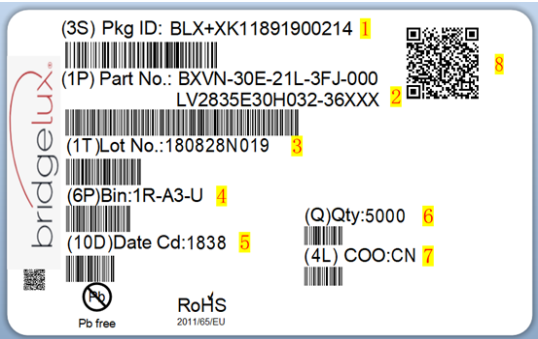 (3S) Pkg ID: BLX+XK11891900214 1
(1P) Part No.: BXVN-30E-21L-3FJ-000
LV2835E30H032-36XXX 2
8
(1T)Lot No.:180828N019 3
(6P)Bin:1R-A3-U 4
(Q)Qty:5000 6
(10D)Date Cd:1838 5
(4L) COO:CN 7
bridgelux.
Pb
Pb free
RoHS
2011/65/EU